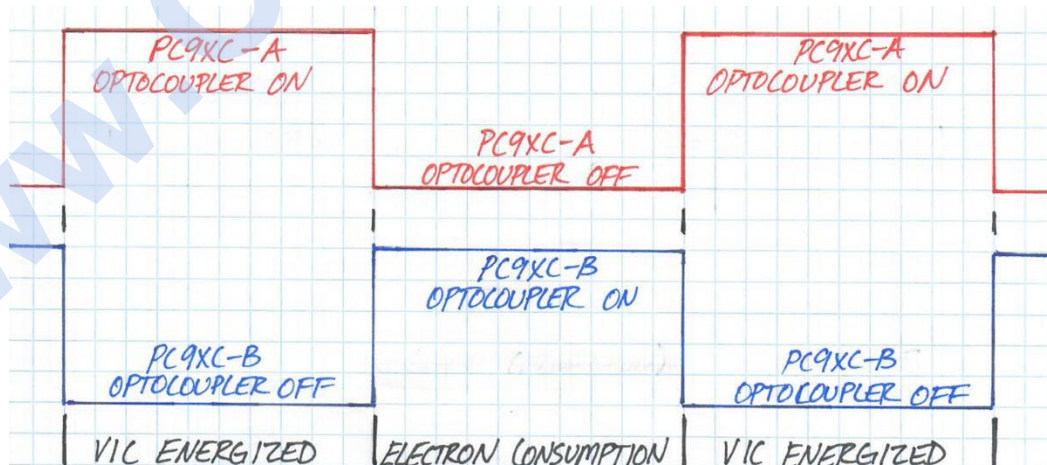 PC9XC-A
OPTOCOUPLER ON
PC9XC-A
OPTOCOUPLER ON
PC9XC-A
OPTOCOUPLER OFF
PC9XC-B
OPTOCOUPLER ON
PC9XC-B
OPTOCOUPLER OFF
PC9XC-B
OPTOCOUPLER OFF
VIC ENERGIZED
ELECTRON CONSUMPTION
VIC ENERGIZED
www.